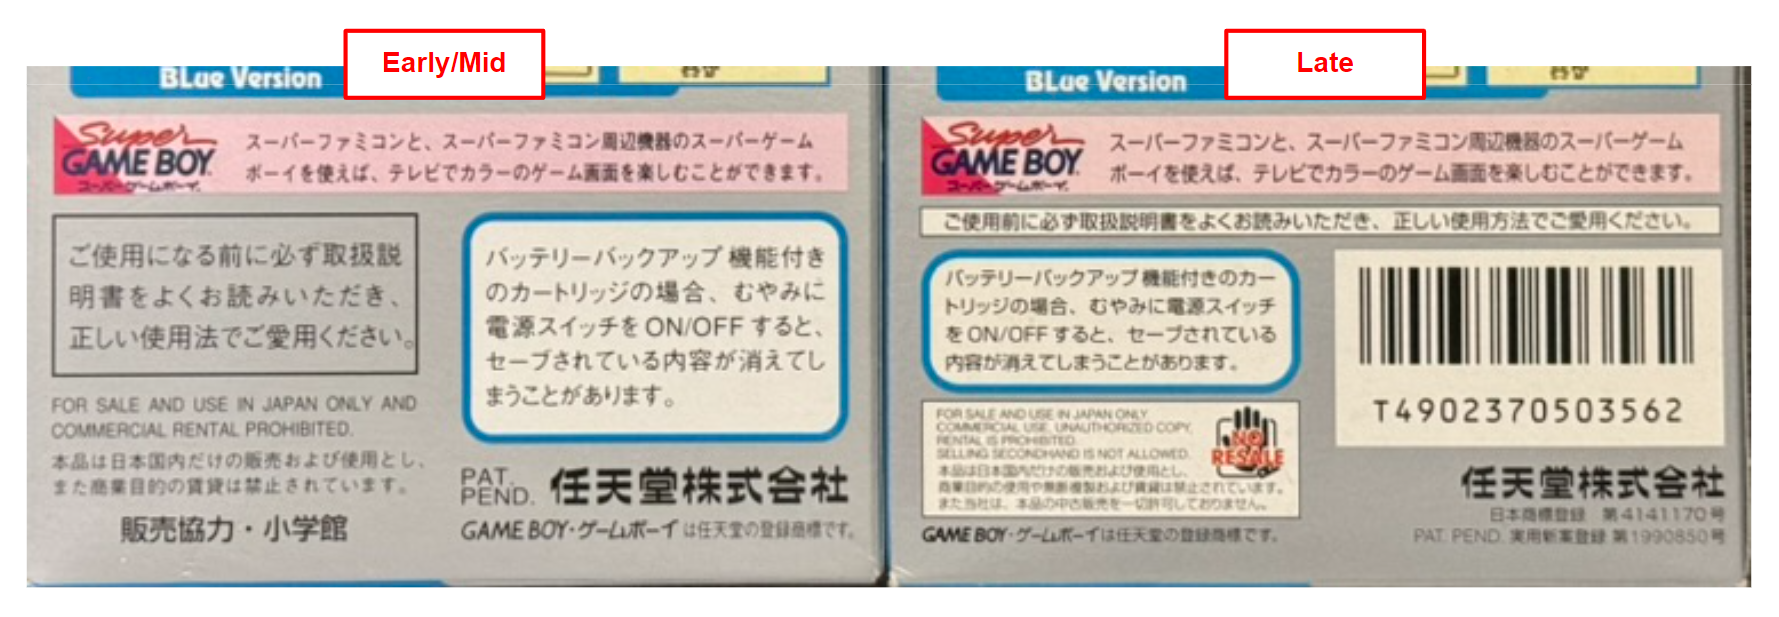 Early/Mid
BLue Version
Super
GAME BOY
スーパーゲームボーイ
スーパーファミコンと、スーパーファミコン周辺機器のスーパーゲーム
ボーイを使えば、テレビでカラーのゲーム画面を楽しむことができます。
ご使用になる前に必ず取扱説
明書をよくお読みいただき、
正しい使用法でご愛用ください。
バッテリーバックアップ機能付き
のカートリッジの場合、むやみに
電源スイッチをON/OFFすると、
セーブされている内容が消えてし
まうことがあります。
FOR SALE AND USE IN JAPAN ONLY AND
COMMERCIAL RENTAL PROHIBITED.
本品は日本国内だけの販売および使用とし、
また商業目的の賃貸は禁止されています。
販売協力・小学館
PAT.
PEND.
任天堂株式会社
GAME BOY・ゲームボーイは任天堂の登録商標です。
Late
BLue Version
Super
GAME BOY
スーパーゲームボーイ
スーパーファミコンと、スーパーファミコン周辺機器のスーパーゲーム
ボーイを使えば、テレビでカラーのゲーム画面を楽しむことができます。
ご使用前に必ず取扱説明書をよくお読みいただき、正しい使用方法でご愛用ください。
バッテリーバックアップ機能付きのカー
トリッジの場合、むやみに電源スイッチ
をON/OFFすると、セーブされている
内容が消えてしまうことがあります。
T4902370503562
FOR SALE AND USE IN JAPAN ONLY.
COMMERCIAL USE, UNAUTHORIZED COPY,
RENTAL IS PROHIBITED.
SELLING SECONDHAND IS NOT ALLOWED.
本品は日本国内だけの販売および使用とし、
商業目的の使用や無断複製および賃貸は禁止されています。
また当社は、本品の中古販売を一切許可しておりません。
NO
RESALE
任天堂株式会社
日本商標登録 第4141170号
PAT. PEND. 実用新案登録 第1990850号
GAME BOY・ゲームボーイは任天堂の登録商標です。